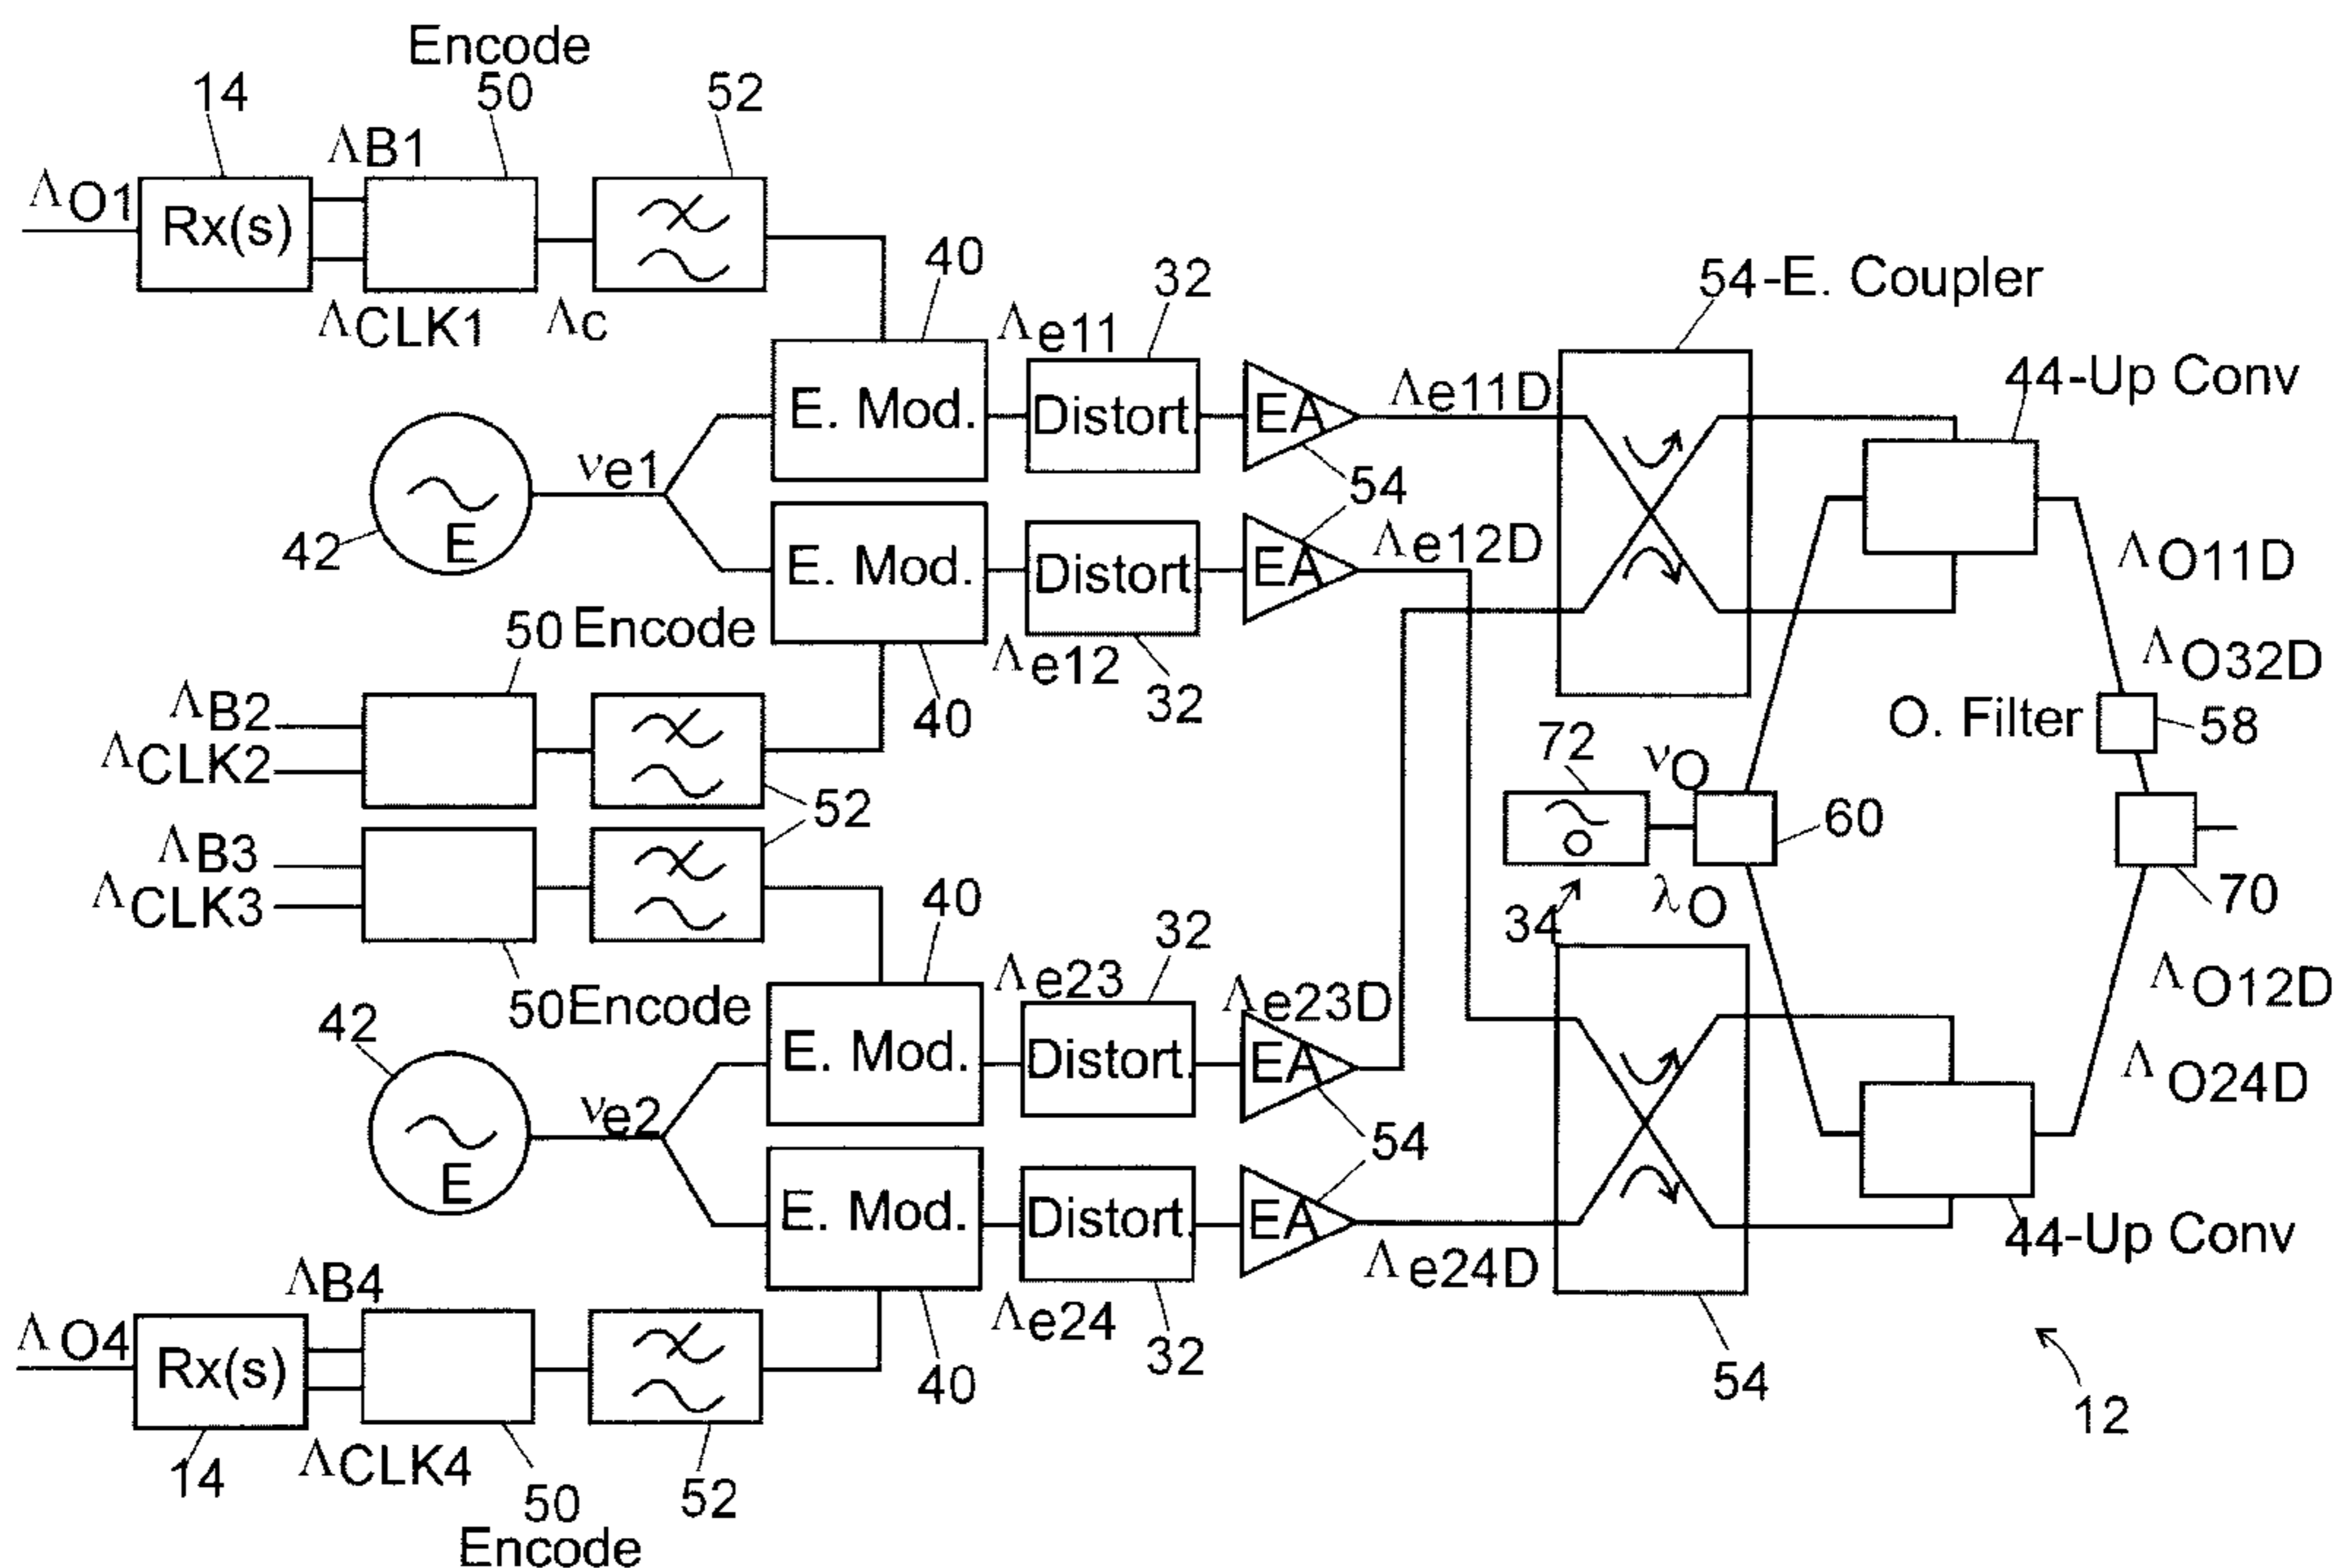 Encode
14
50
52
ΛB1
ΛO1
Rx(s)
ΛCLK1
ΛC
40
32
54-E. Coupler
Λe11
E. Mod.
Distort.
EA
Λe11D
44-Up Conv
νe1
54
E
42
E. Mod.
Distort
EA
Λe12D
ΛO11D
50 Encode
Λe12
40
32
ΛO32D
O. Filter
58
ΛB2
ΛCLK2
72
νO
52
60
ΛB3
ΛCLK3
34
λO
70
50 Encode
40
32
Λe23
Λe23D
ΛO12D
42
E. Mod.
Distort.
EA
νe2
ΛO24D
E
54
E. Mod.
Distort.
EA
44-Up Conv
Λe24D
ΛB4
Λe24
ΛO4
Rx(s)
40
32
54
12
ΛCLK4
14
50
52
Encode